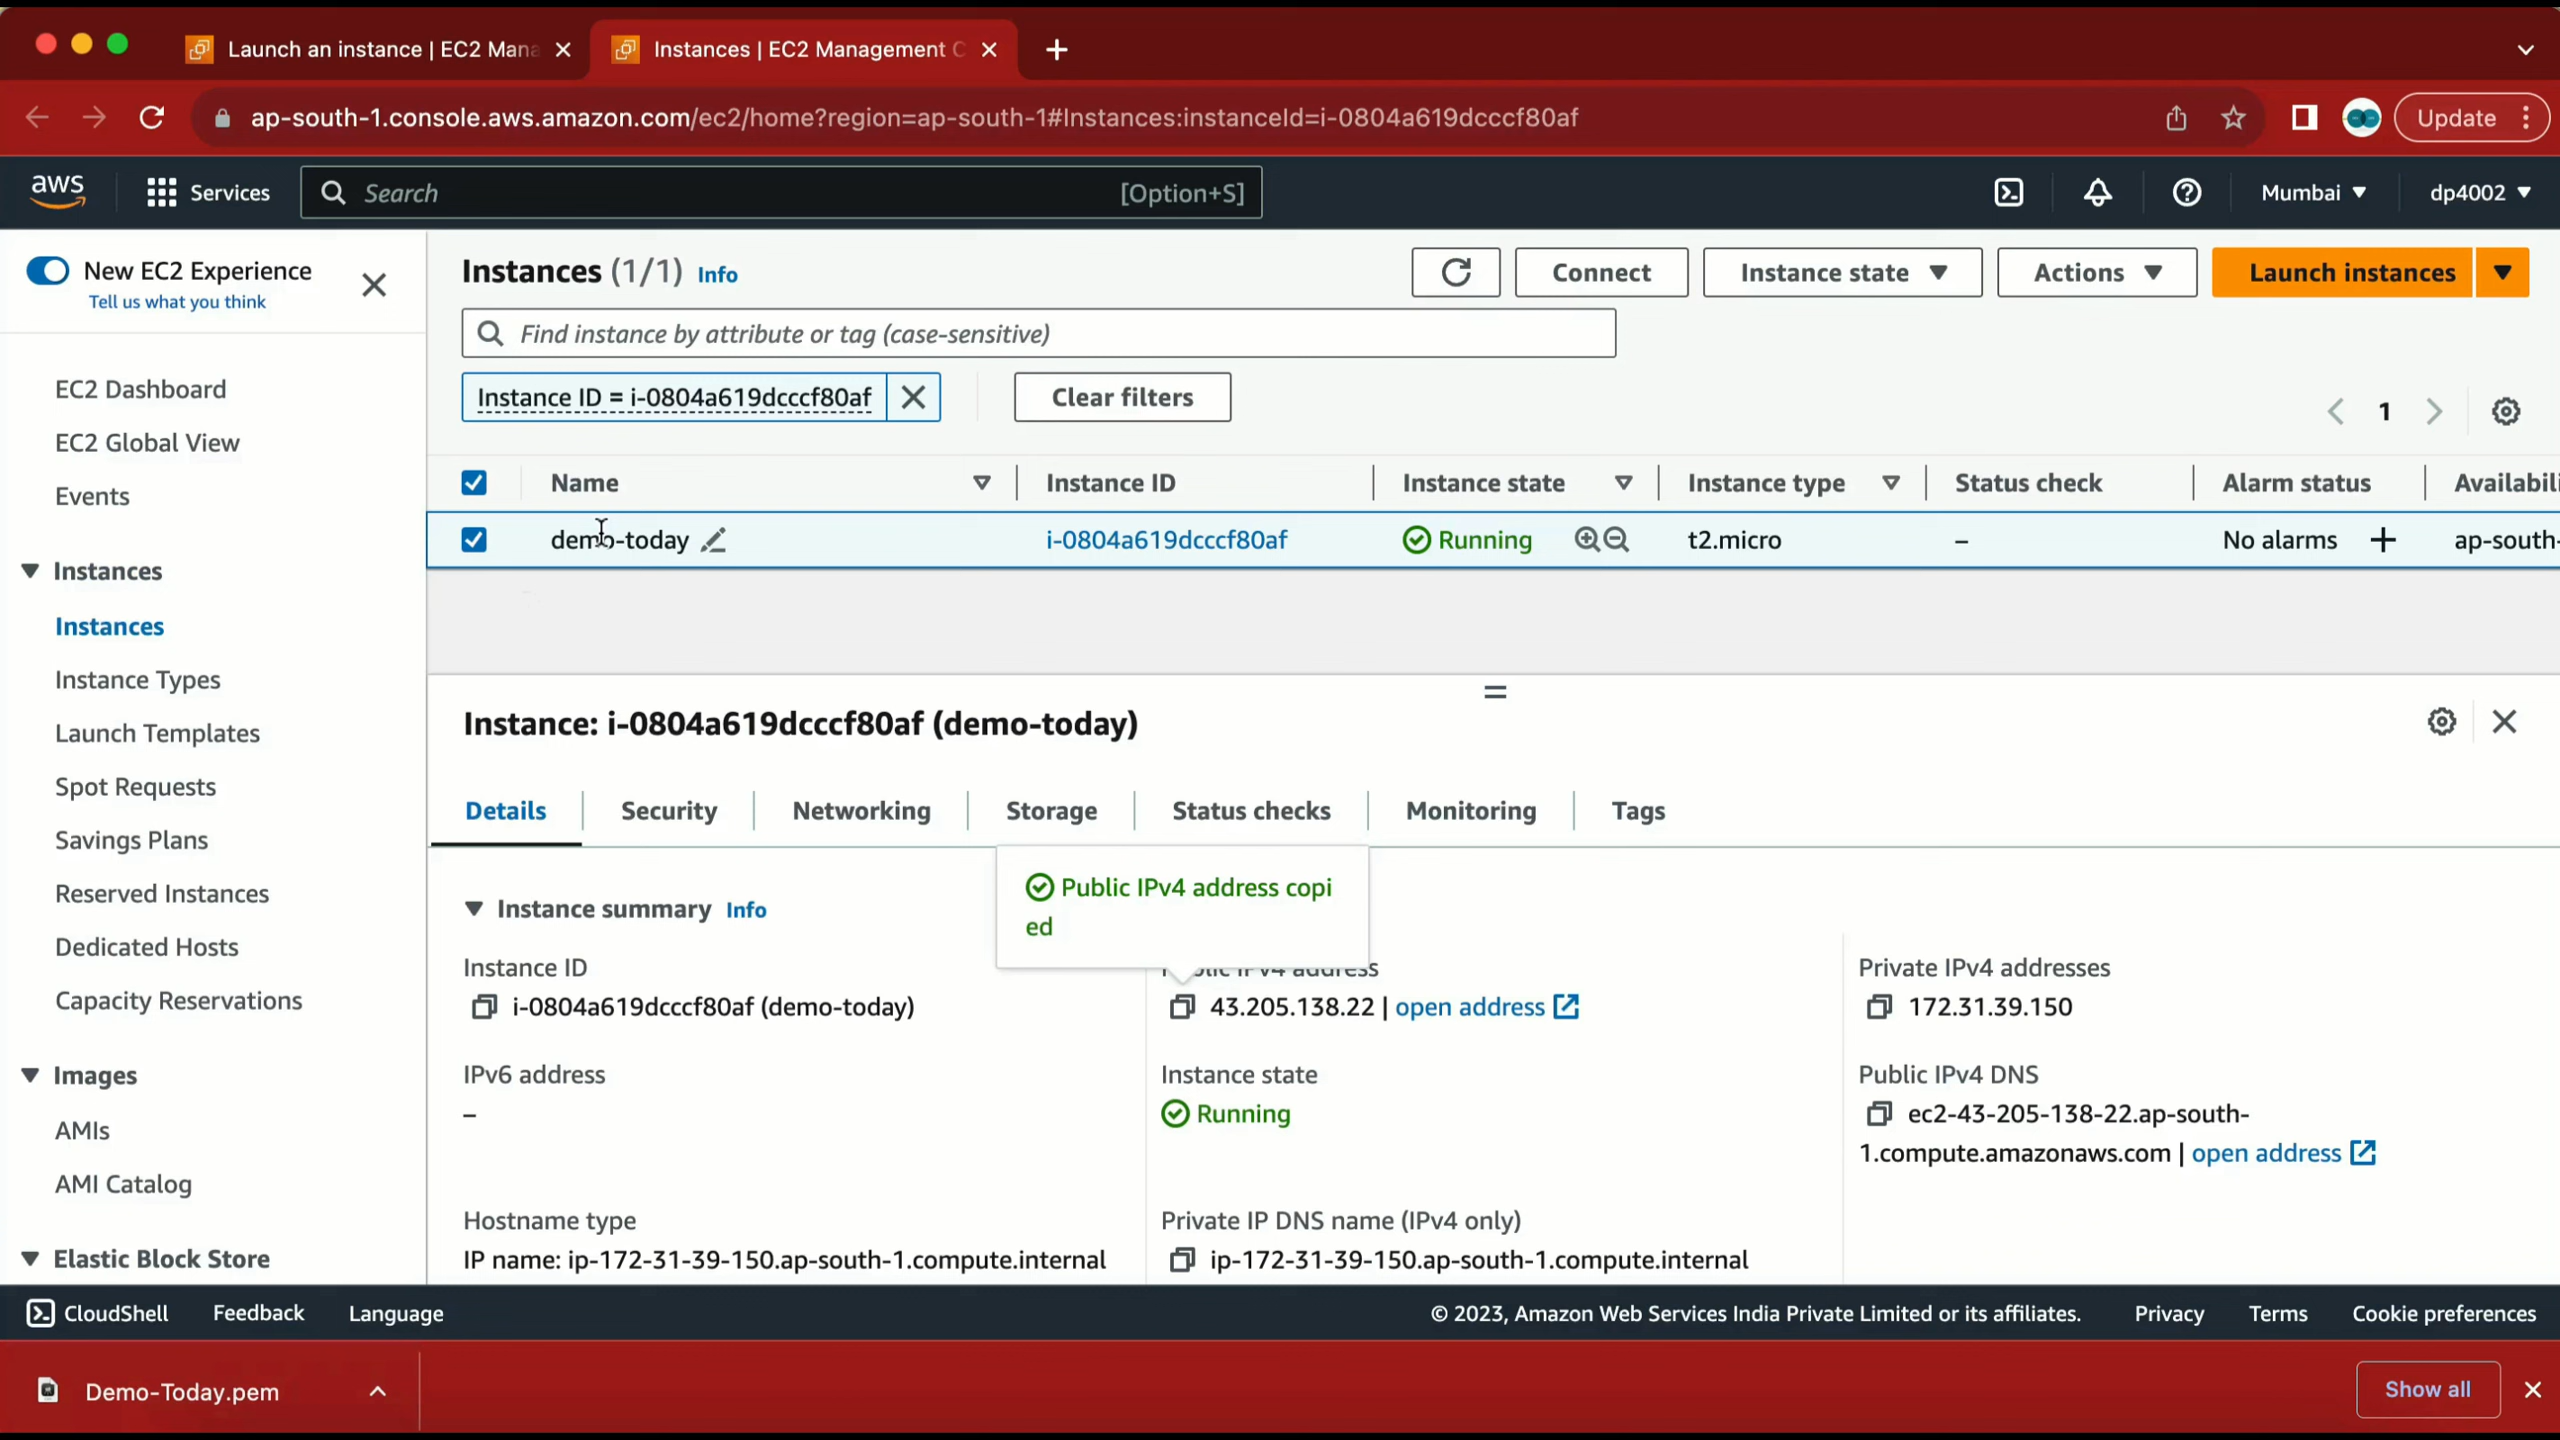 Launch an instance | EC2 Mana
Instances | EC2 Management C
ap-south-1.console.aws.amazon.com/ec2/home?region=ap-south-1#Instances:instanceId=i-0804a619dcccf80af
Update
aws
Services
Search
[Option+S]
Mumbai
dp4002
New EC2 Experience
Tell us what you think
EC2 Dashboard
EC2 Global View
Events
Instances
Instances
Instance Types
Launch Templates
Spot Requests
Savings Plans
Reserved Instances
Dedicated Hosts
Capacity Reservations
Images
AMIs
AMI Catalog
Elastic Block Store
Instances (1/1) Info
Connect
Instance state
Actions
Launch instances
Find instance by attribute or tag (case-sensitive)
Instance ID = i-0804a619dcccf80af
Clear filters
1
Name
Instance ID
Instance state
Instance type
Status check
Alarm status
Availabili
demo-today
i-0804a619dcccf80af
Running
t2.micro
–
No alarms
ap-south-
Instance: i-0804a619dcccf80af (demo-today)
Details
Security
Networking
Storage
Status checks
Monitoring
Tags
Public IPv4 address copi
ed
Instance summary Info
Instance ID
i-0804a619dcccf80af (demo-today)
Public IPv4 address
43.205.138.22 | open address
Private IPv4 addresses
172.31.39.150
IPv6 address
–
Instance state
Running
Public IPv4 DNS
ec2-43-205-138-22.ap-south-
1.compute.amazonaws.com | open address
Hostname type
IP name: ip-172-31-39-150.ap-south-1.compute.internal
Private IP DNS name (IPv4 only)
ip-172-31-39-150.ap-south-1.compute.internal
CloudShell
Feedback
Language
© 2023, Amazon Web Services India Private Limited or its affiliates.
Privacy
Terms
Cookie preferences
Demo-Today.pem
Show all